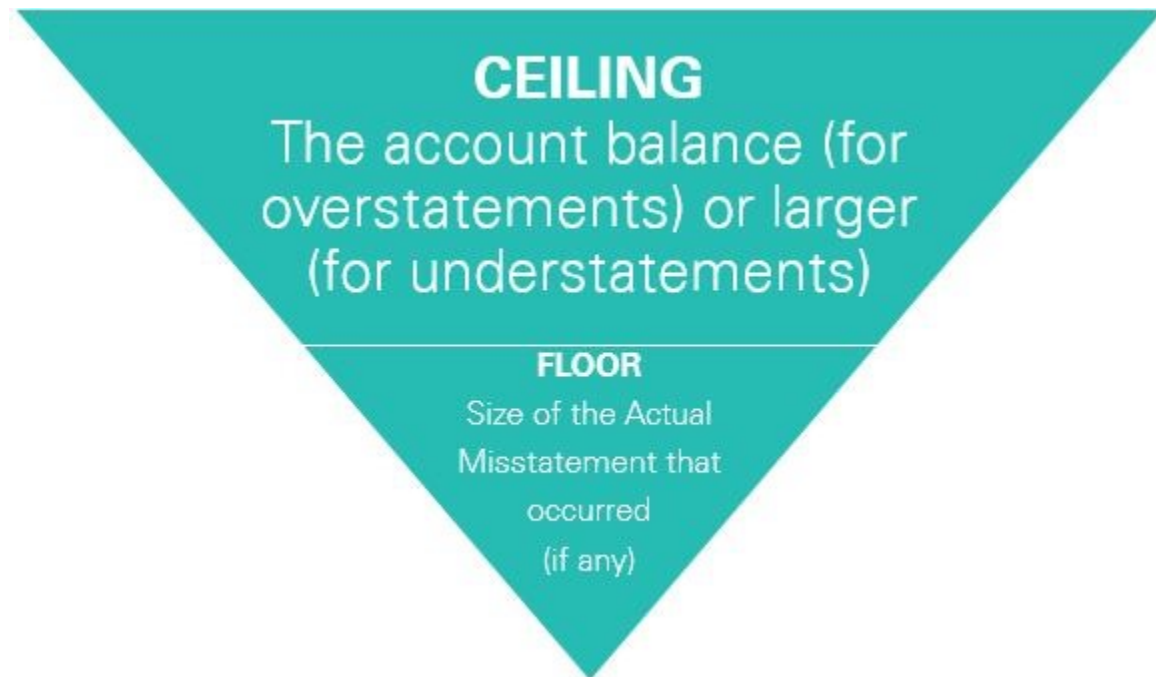 CEILING
The account balance (for
overstatements) or larger
(for understatements)
FLOOR
Size of the Actual
Misstatement that
occurred
(if any)